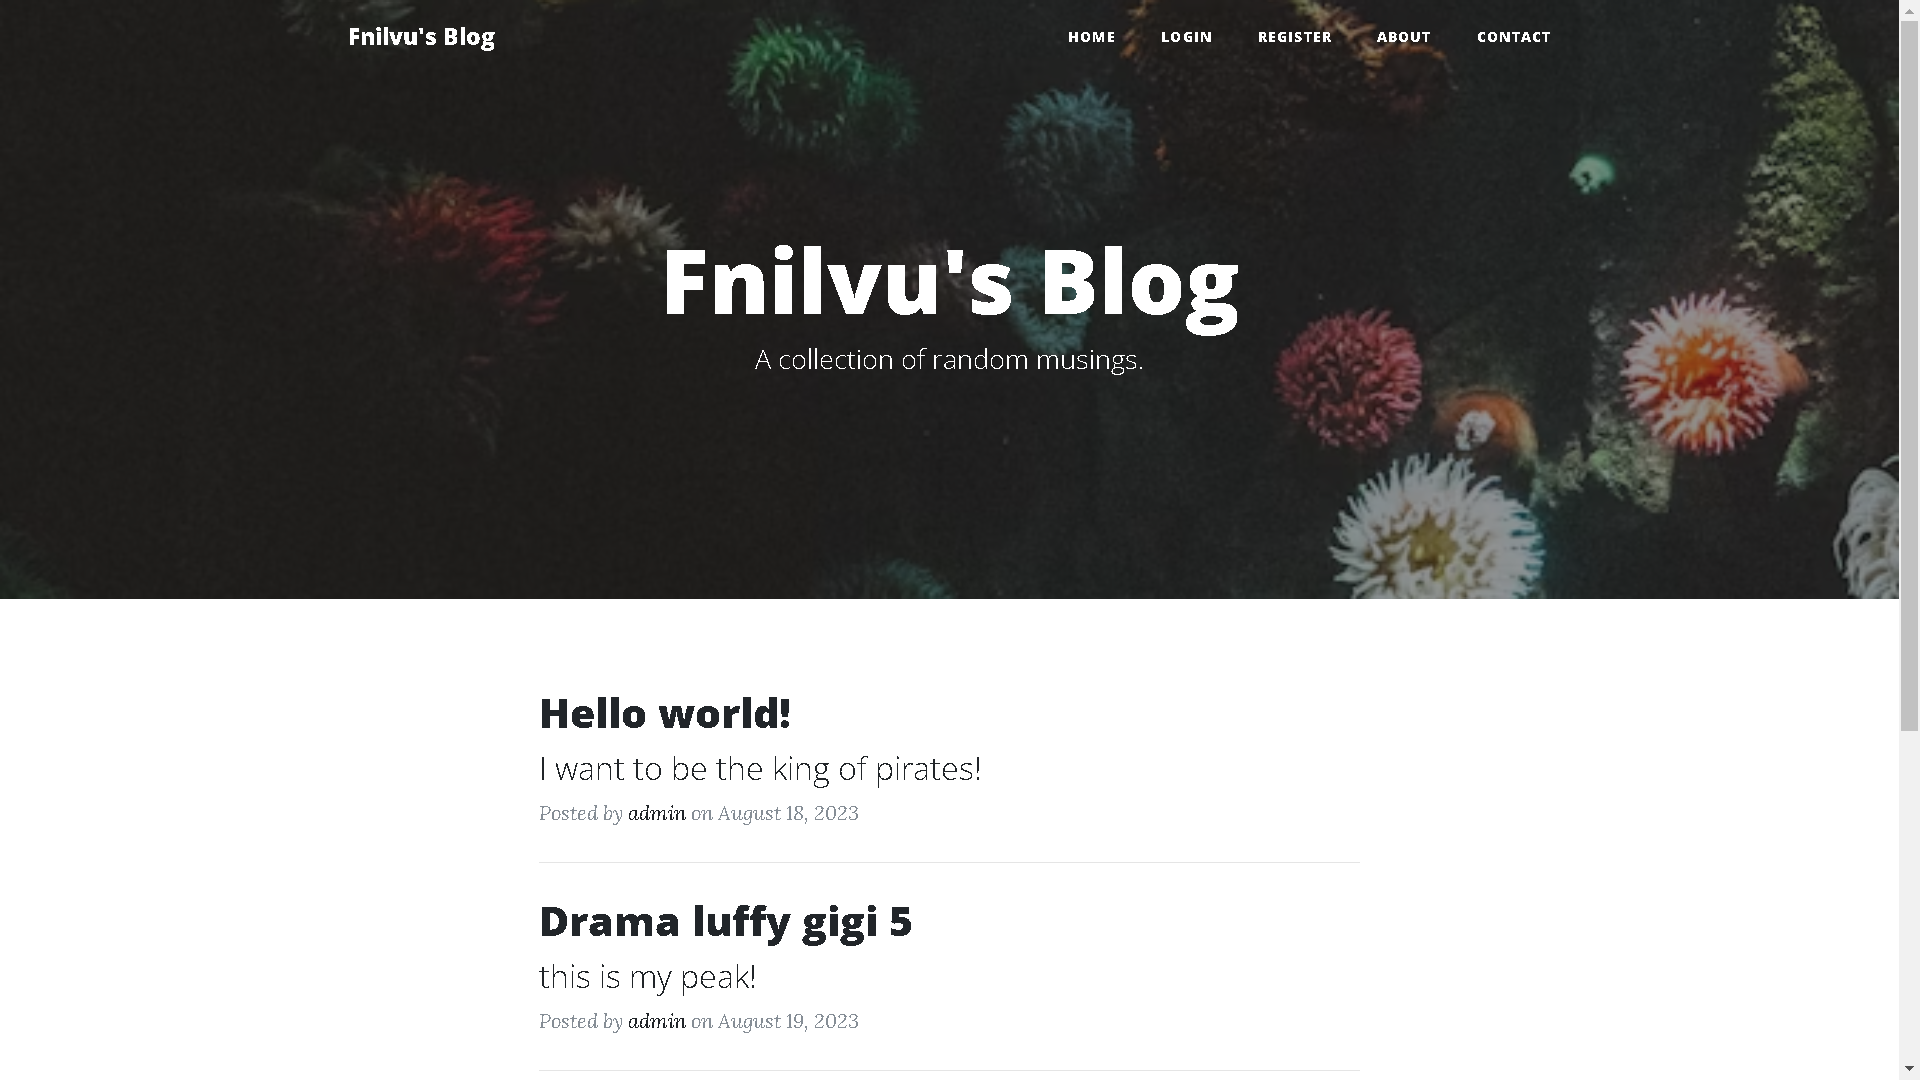 Fnilvu's Blog
HOME LOGIN REGISTER ABOUT CONTACT
Fnilvu's Blog
A collection of random musings.
Hello world!
I want to be the king of pirates!
Posted by admin on August 18, 2023
Drama luffy gigi 5
this is my peak!
Posted by admin on August 19, 2023